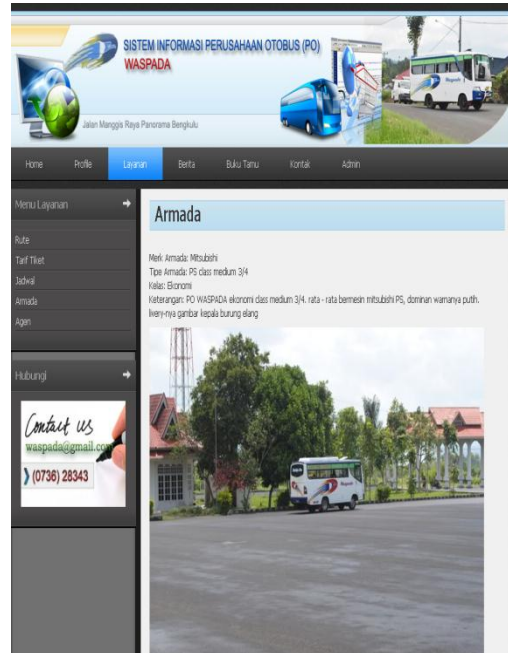 SISTEM INFORMASI PERUSAHAAN OTOBUS (PO)
WASPADA
Jalan Manggis Raya Panorama Bengkulu
Home Profile Layanan Berita Buku Tamu Kontak Admin
Menu Layanan
Rute
Tarif Tiket
Jadwal
Armada
Agen
Hubungi
Contact us
waspada@gmail.com
(0736) 28343
Armada
Merk Armada: Mitsubishi
Tipe Armada: PS class medium 3/4
Kelas: Ekonomi
Keterangan: PO WASPADA ekonomi class medium 3/4. rata - rata bermesin mitsubishi PS, dominan warnanya putih.
livery-nya gambar kepala burung elang